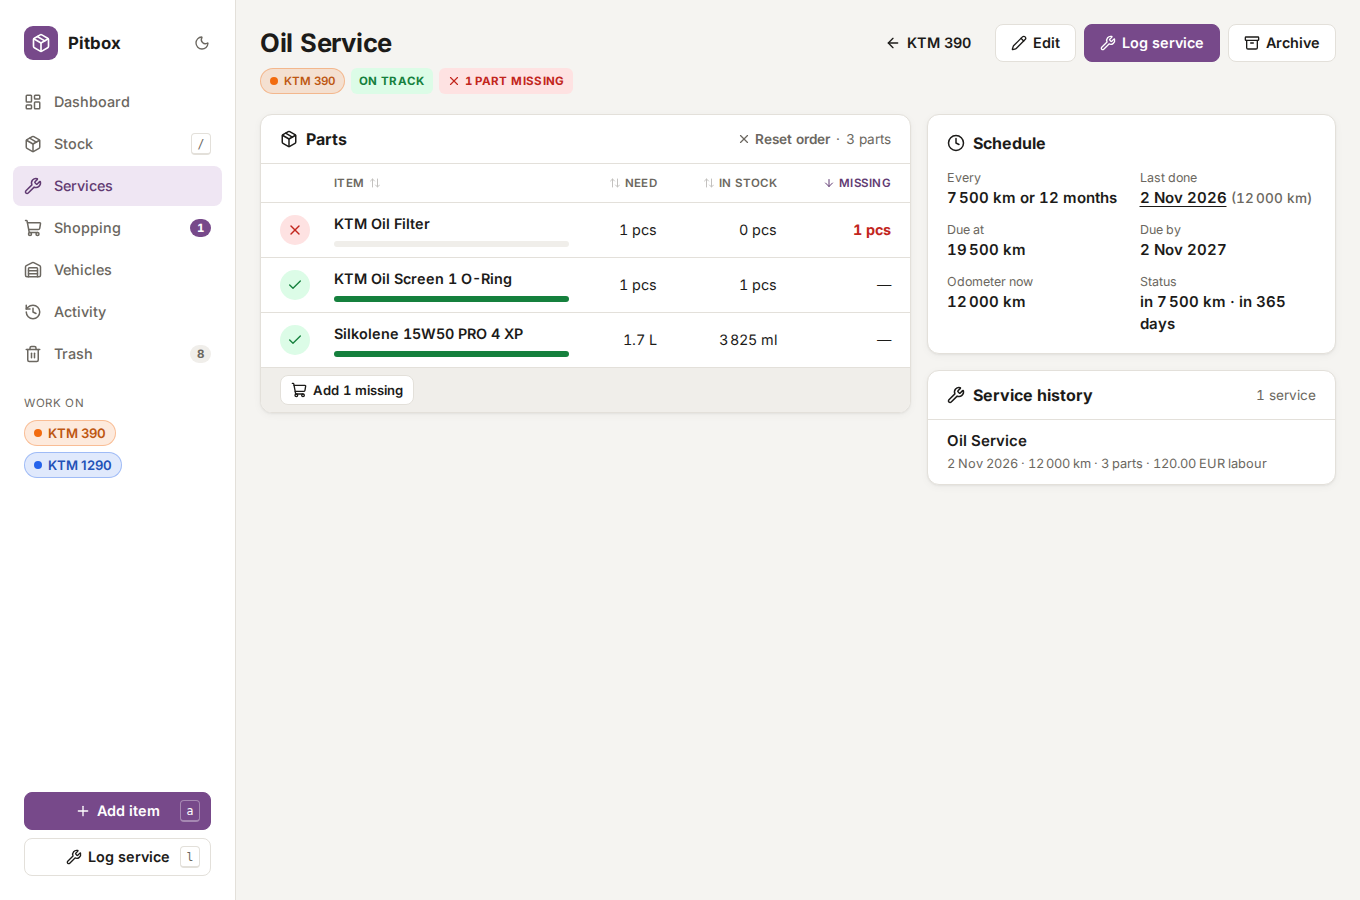 Pitbox
Dashboard
Stock /
Services
Shopping 1
Vehicles
Activity
Trash 8
WORK ON
KTM 390
KTM 1290
Add item a
Log service l
Oil Service
← KTM 390 Edit Log service Archive
KTM 390 ON TRACK 1 PART MISSING
Parts Reset order · 3 parts
ITEM NEED IN STOCK MISSING
KTM Oil Filter 1 pcs 0 pcs 1 pcs
KTM Oil Screen 1 O-Ring 1 pcs 1 pcs —
Silkolene 15W50 PRO 4 XP 1.7 L 3 825 ml —
Add 1 missing
Schedule
Every Last done
7 500 km or 12 months 2 Nov 2026 (12 000 km)
Due at Due by
19 500 km 2 Nov 2027
Odometer now Status
12 000 km in 7 500 km · in 365
days
Service history 1 service
Oil Service
2 Nov 2026 · 12 000 km · 3 parts · 120.00 EUR labour